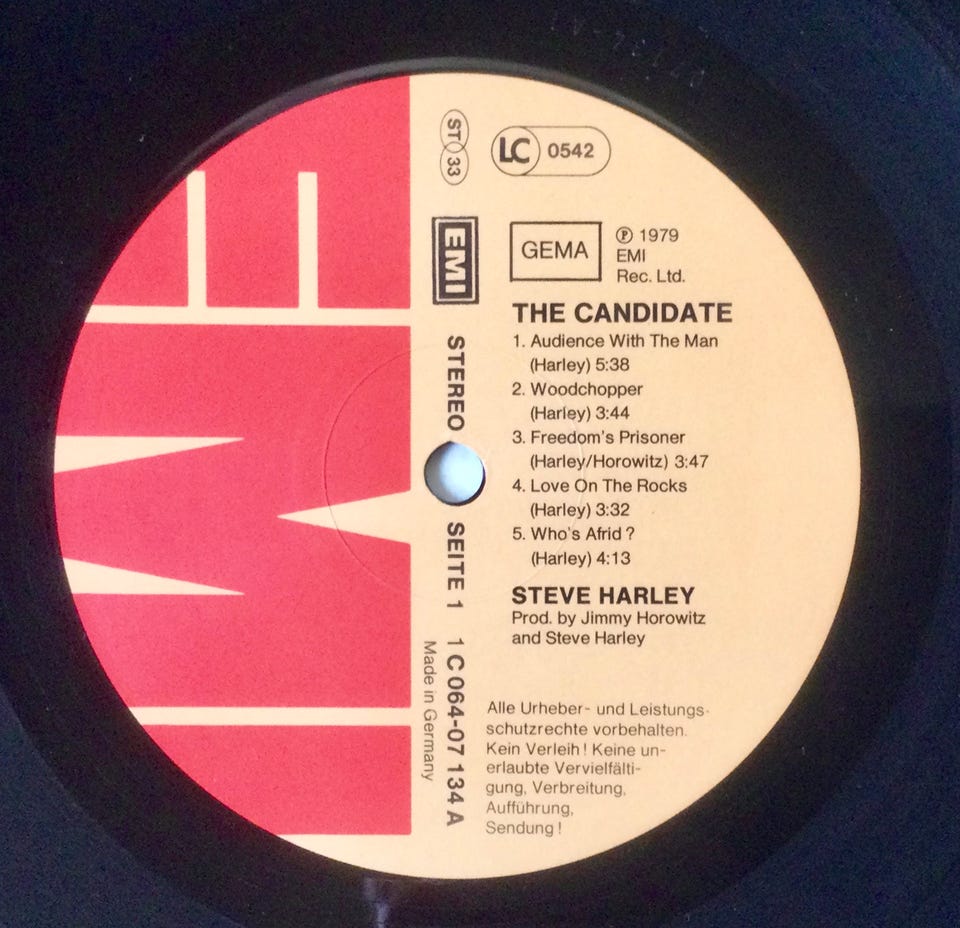 ST 33
LC 0542
EMI
EMI
GEMA
℗ 1979
EMI
Rec. Ltd.
THE CANDIDATE
1. Audience With The Man
(Harley) 5:38
2. Woodchopper
(Harley) 3:44
3. Freedom's Prisoner
(Harley/Horowitz) 3:47
4. Love On The Rocks
(Harley) 3:32
5. Who's Afrid ?
(Harley) 4:13
STEVE HARLEY
Prod. by Jimmy Horowitz
and Steve Harley
STEREO SEITE 1 1 C 064-07 134 A
Made in Germany
Alle Urheber- und Leistungs-
schutzrechte vorbehalten.
Kein Verleih! Keine un-
erlaubte Vervielfälti-
gung, Verbreitung,
Aufführung,
Sendung!